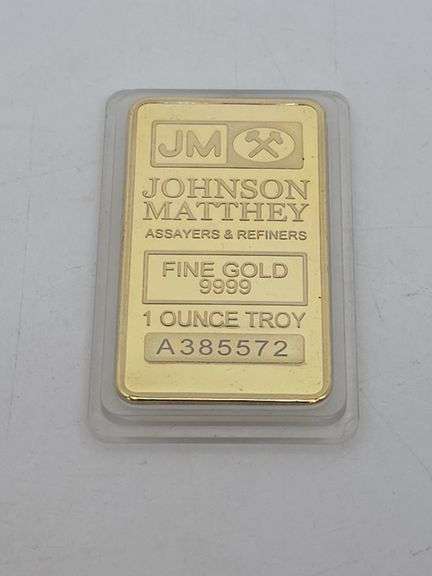 JM
JOHNSON
MATTHEY
ASSAYERS & REFINERS
FINE GOLD
9999
1 OUNCE TROY
A385572